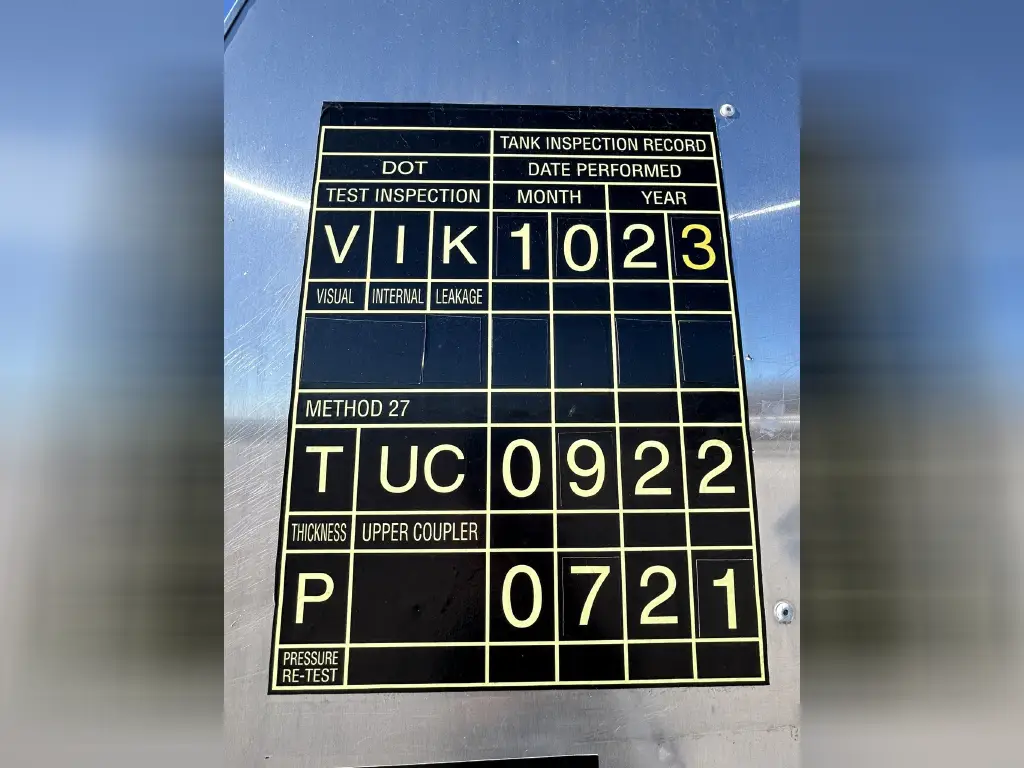 TANK INSPECTION RECORD
DOT DATE PERFORMED
TEST INSPECTION MONTH YEAR
V I K 1 0 2 3
VISUAL INTERNAL LEAKAGE
METHOD 27
T UC 0 9 2 2
THICKNESS UPPER COUPLER
P 0 7 2 1
PRESSURE
RE-TEST